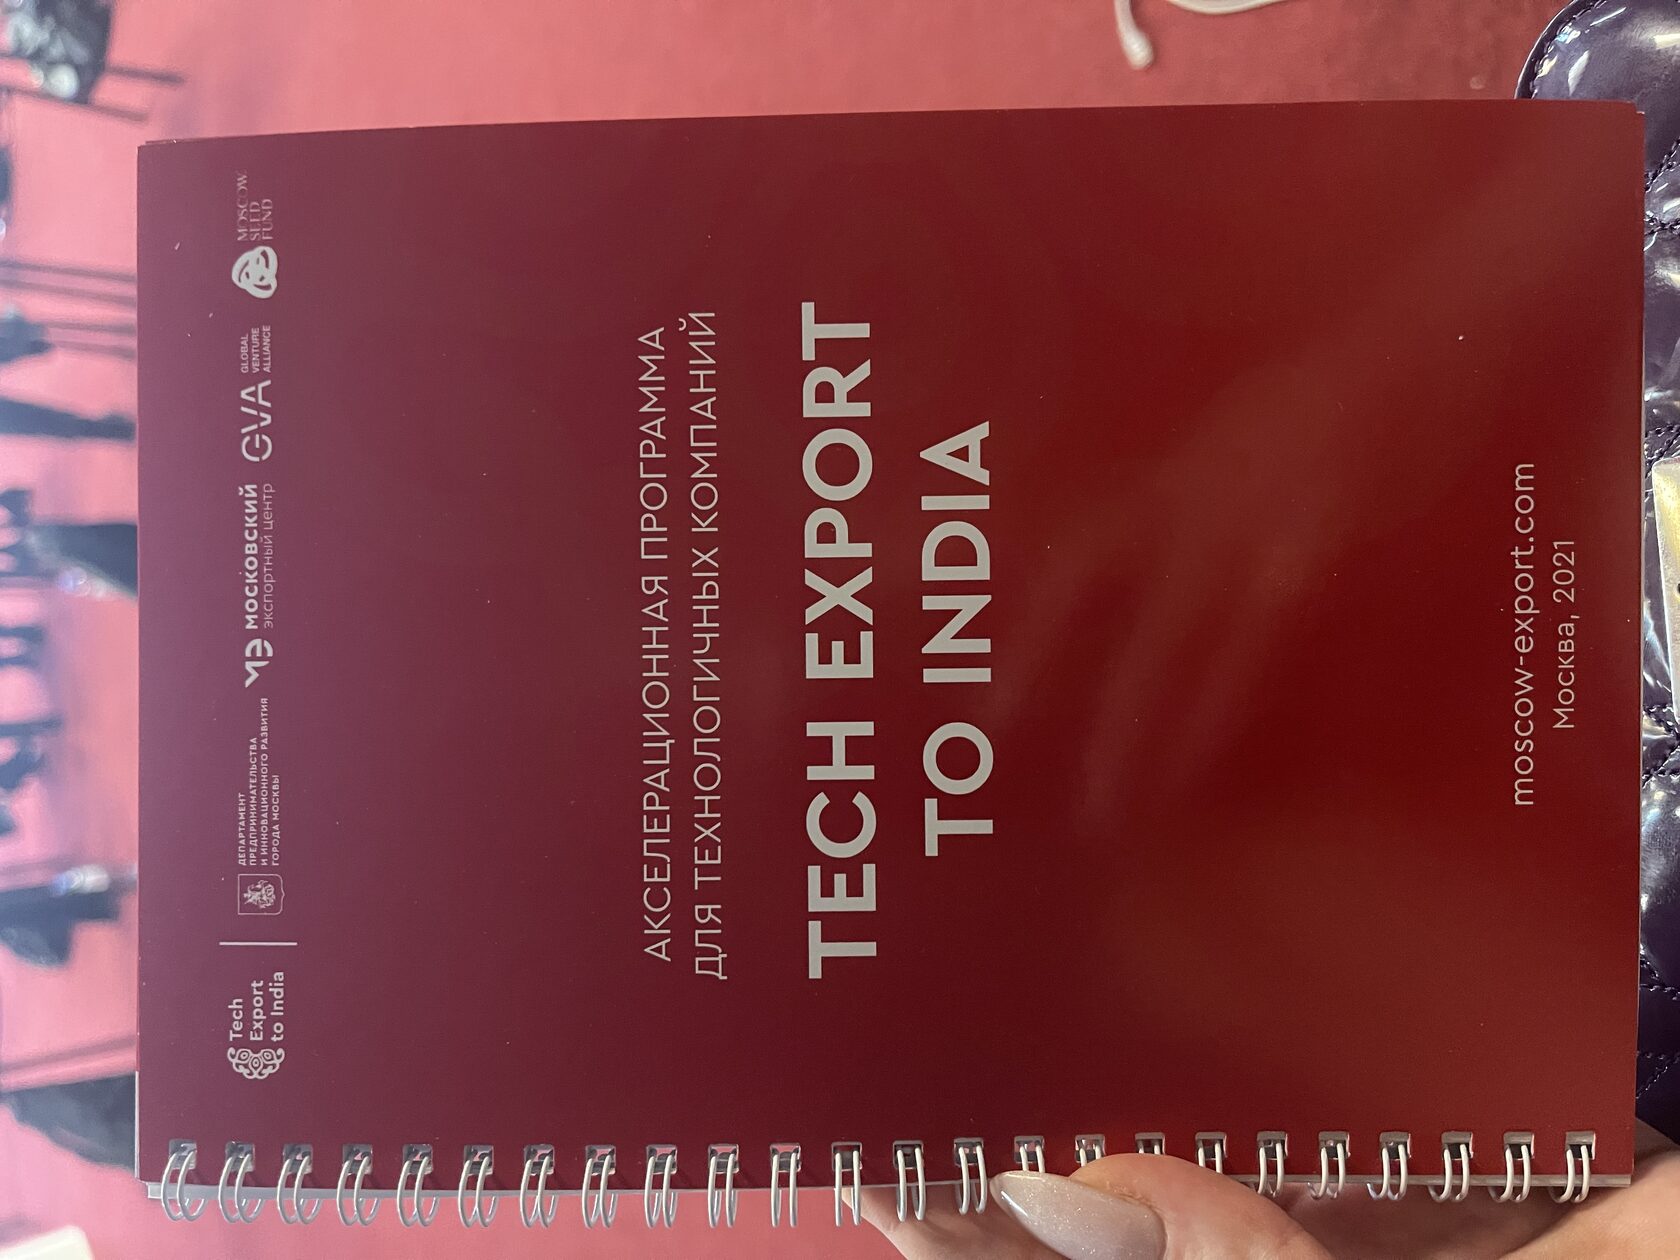 Tech
Export
to India
ДЕПАРТАМЕНТ
ПРЕДПРИНИМАТЕЛЬСТВА
И ИННОВАЦИОННОГО РАЗВИТИЯ
ГОРОДА МОСКВЫ
МЭ МОСКОВСКИЙ
экспортный центр
GVA GLOBAL
VENTURE
ALLIANCE
MOSCOW
SEED
FUND
АКСЕЛЕРАЦИОННАЯ ПРОГРАММА
ДЛЯ ТЕХНОЛОГИЧНЫХ КОМПАНИЙ
TECH EXPORT
TO INDIA
moscow-export.com
Москва, 2021